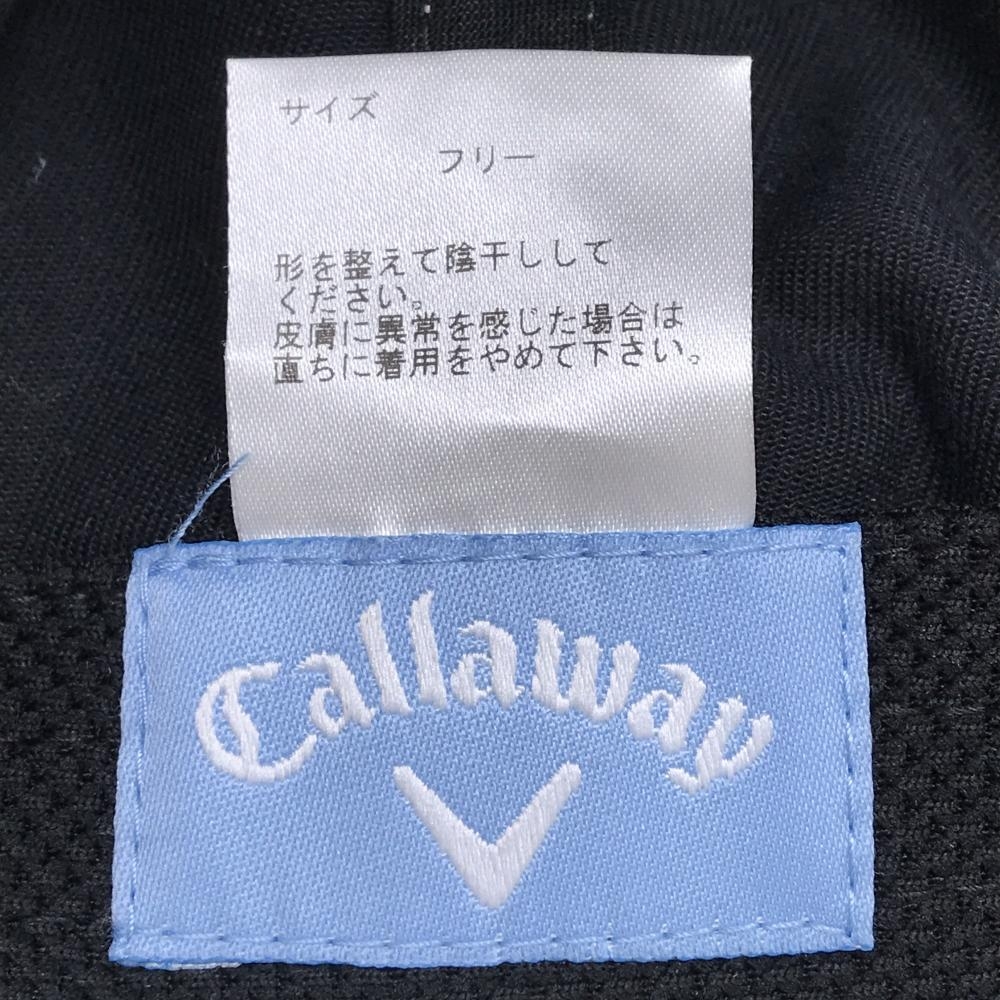 サイズ
フリー
形を整えて陰干しして
ください。
皮膚に異常を感じた場合は
直ちに着用をやめて下さい。
Callaway